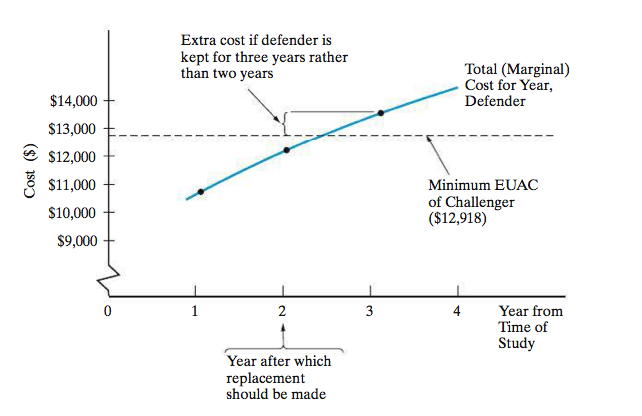 Extra cost if defender is
kept for three years rather
than two years
Total (Marginal)
Cost for Year,
Defender
$14,000
$13,000
$12,000
$11,000
$10,000
$9,000
Cost ($)
Minimum EUAC
of Challenger
($12,918)
0
1
2
3
4
Year from
Time of
Study
Year after which
replacement
should be made